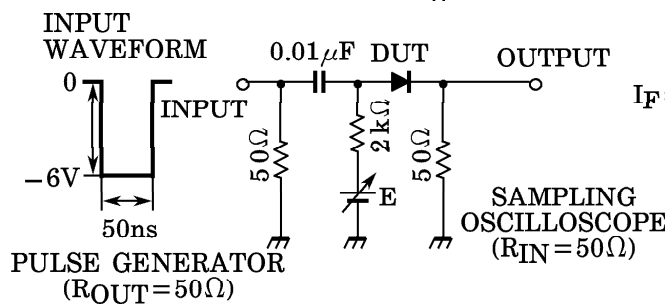 INPUT
WAVEFORM
0.01μF DUT OUTPUT
0
INPUT
IF=
50Ω
2kΩ
50Ω
E
−6V
50ns
SAMPLING
OSCILLOSCOPE
(RIN=50Ω)
PULSE GENERATOR
(ROUT=50Ω)